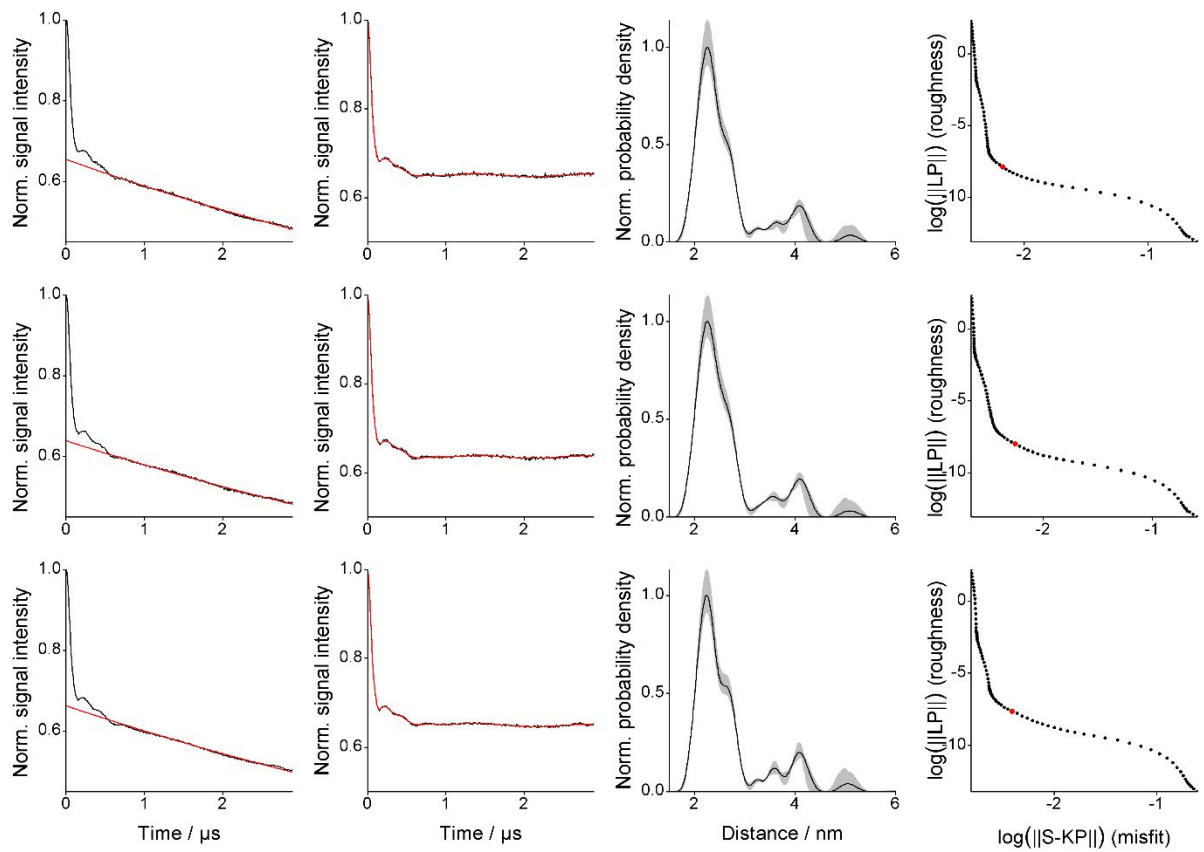 Norm. signal intensity
1.0
0.8
0.6
0 1 2
Norm. signal intensity
1.0
0.8
0.6
0 1 2
Norm. probability density
1.0
0.5
0.0
2 4 6
log(||LP||) (roughness)
0
-5
-10
-2 -1
Norm. signal intensity
1.0
0.8
0.6
0 1 2
Norm. signal intensity
1.0
0.8
0.6
0 1 2
Norm. probability density
1.0
0.5
0.0
2 4 6
log(||LP||) (roughness)
0
-5
-10
-2 -1
Norm. signal intensity
1.0
0.8
0.6
0 1 2
Time / µs
Norm. signal intensity
1.0
0.8
0.6
0 1 2
Time / µs
Norm. probability density
1.0
0.5
0.0
2 4 6
Distance / nm
log(||LP||) (roughness)
0
-5
-10
-2 -1
log(||S-KP||) (misfit)